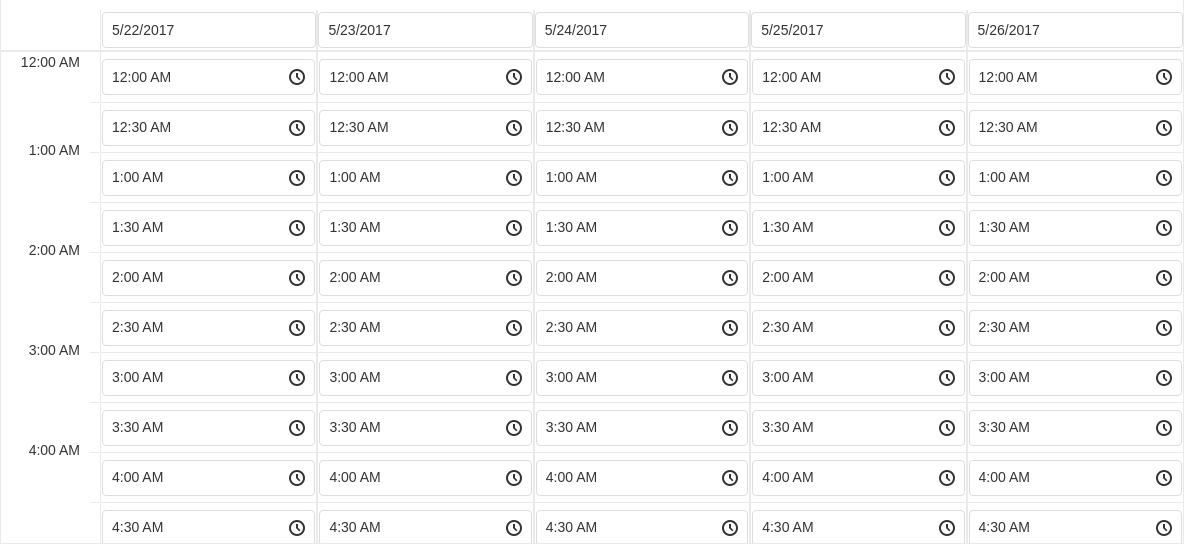 5/22/2017 5/23/2017 5/24/2017 5/25/2017 5/26/2017
12:00 AM
12:00 AM 12:00 AM 12:00 AM 12:00 AM 12:00 AM
12:30 AM 12:30 AM 12:30 AM 12:30 AM 12:30 AM
1:00 AM
1:00 AM 1:00 AM 1:00 AM 1:00 AM 1:00 AM
1:30 AM 1:30 AM 1:30 AM 1:30 AM 1:30 AM
2:00 AM
2:00 AM 2:00 AM 2:00 AM 2:00 AM 2:00 AM
2:30 AM 2:30 AM 2:30 AM 2:30 AM 2:30 AM
3:00 AM
3:00 AM 3:00 AM 3:00 AM 3:00 AM 3:00 AM
3:30 AM 3:30 AM 3:30 AM 3:30 AM 3:30 AM
4:00 AM
4:00 AM 4:00 AM 4:00 AM 4:00 AM 4:00 AM
4:30 AM 4:30 AM 4:30 AM 4:30 AM 4:30 AM